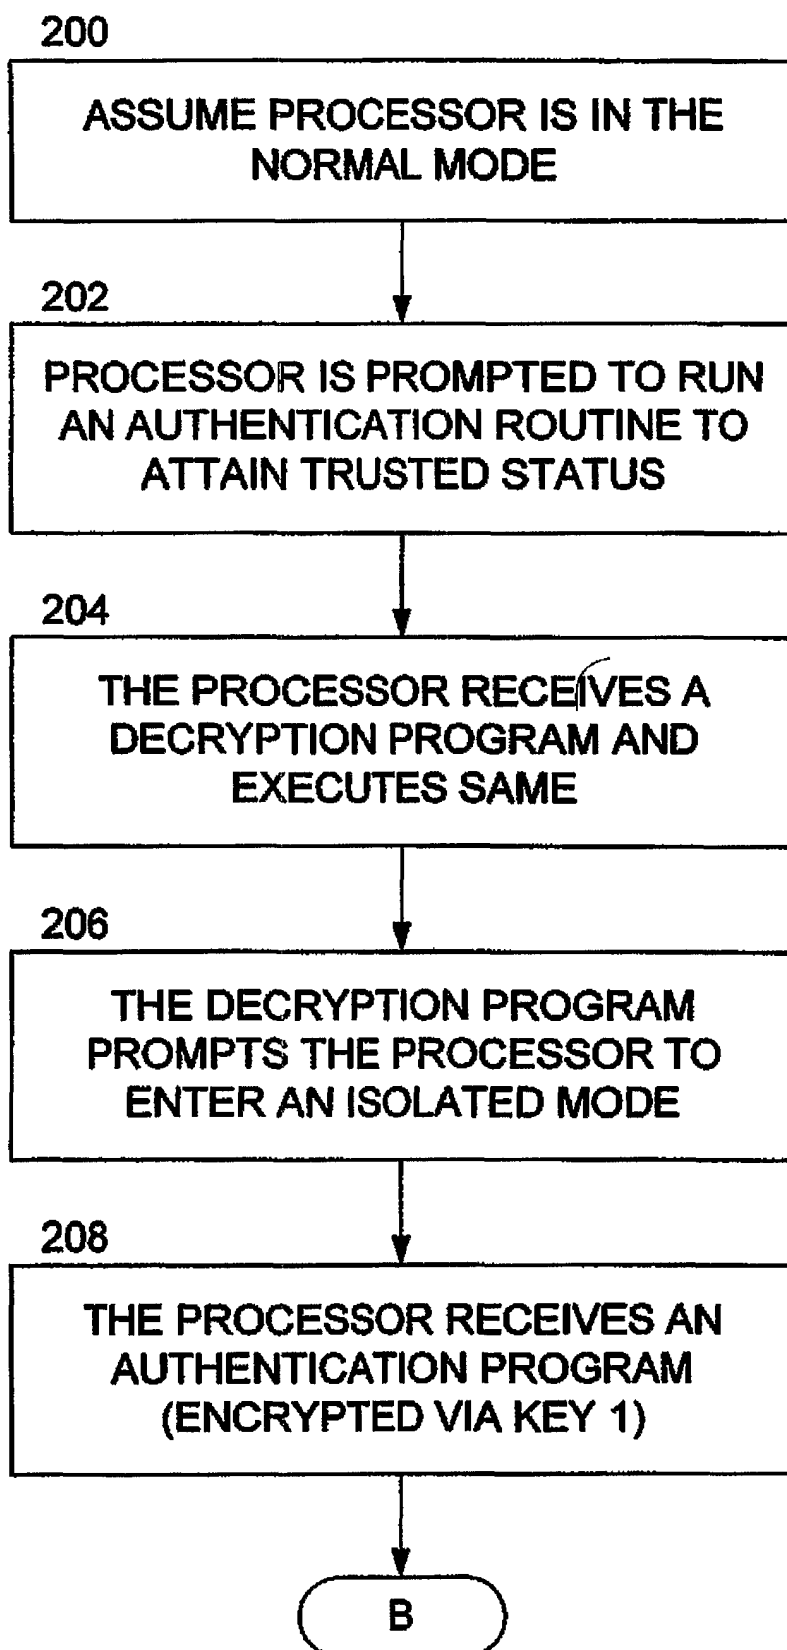 200
ASSUME PROCESSOR IS IN THE
NORMAL MODE
202
PROCESSOR IS PROMPTED TO RUN
AN AUTHENTICATION ROUTINE TO
ATTAIN TRUSTED STATUS
204
THE PROCESSOR RECEIVES A
DECRYPTION PROGRAM AND
EXECUTES SAME
206
THE DECRYPTION PROGRAM
PROMPTS THE PROCESSOR TO
ENTER AN ISOLATED MODE
208
THE PROCESSOR RECEIVES AN
AUTHENTICATION PROGRAM
(ENCRYPTED VIA KEY 1)
B